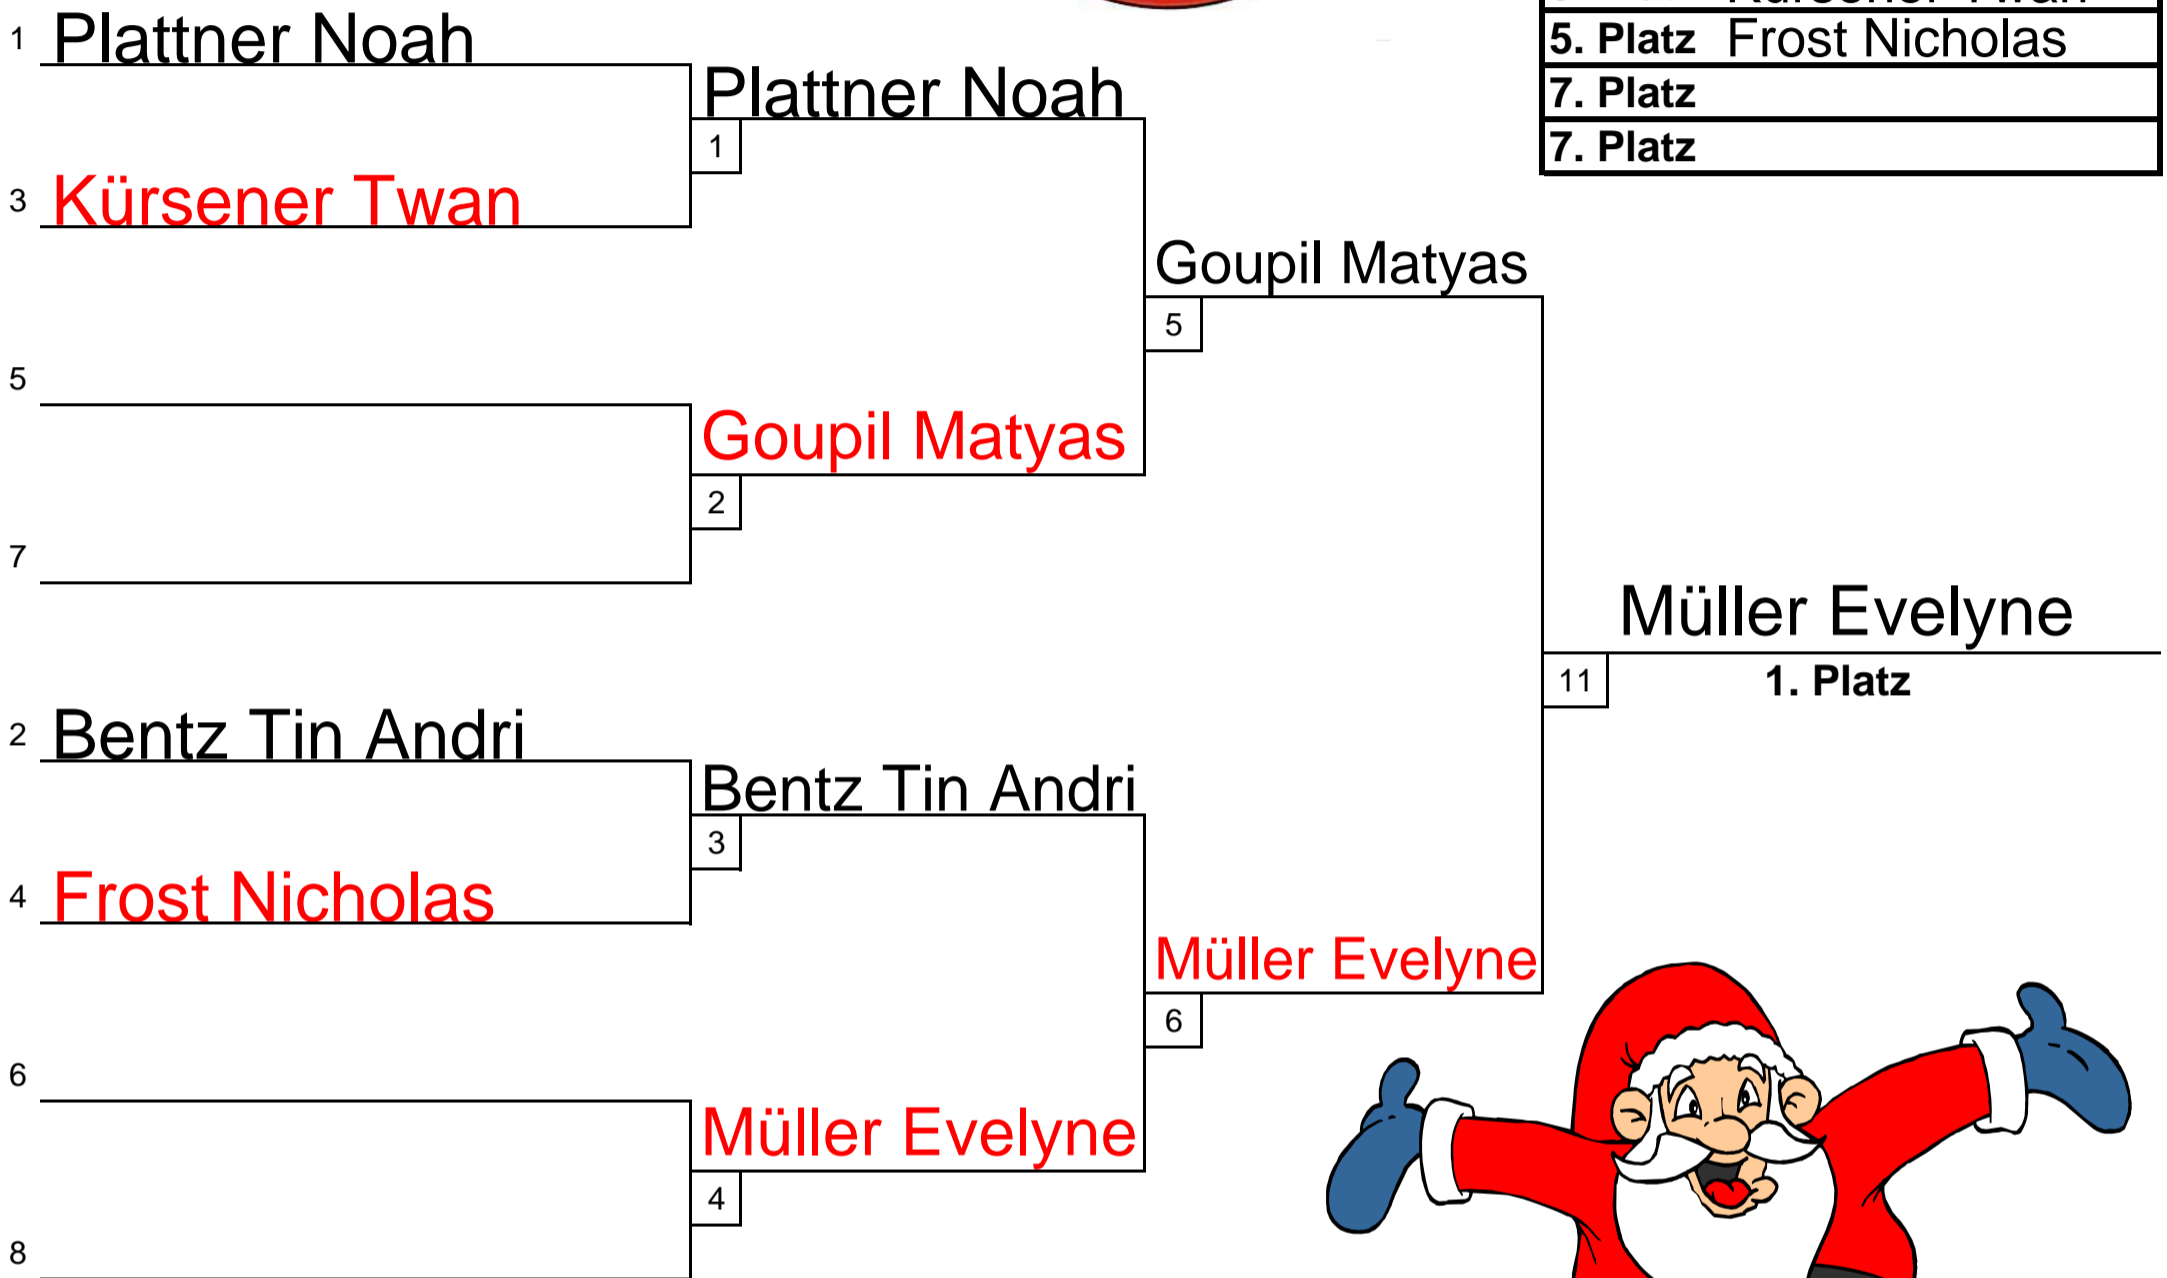 Kürsener Twan
1 Plattner Noah
5. Platz Frost Nicholas
Plattner Noah
7. Platz
1
7. Platz
3 Kürsener Twan
Goupil Matyas
5
5
Goupil Matyas
2
7
Müller Evelyne
11
1. Platz
2 Bentz Tin Andri
Bentz Tin Andri
3
4 Frost Nicholas
Müller Evelyne
6
6
Müller Evelyne
4
8